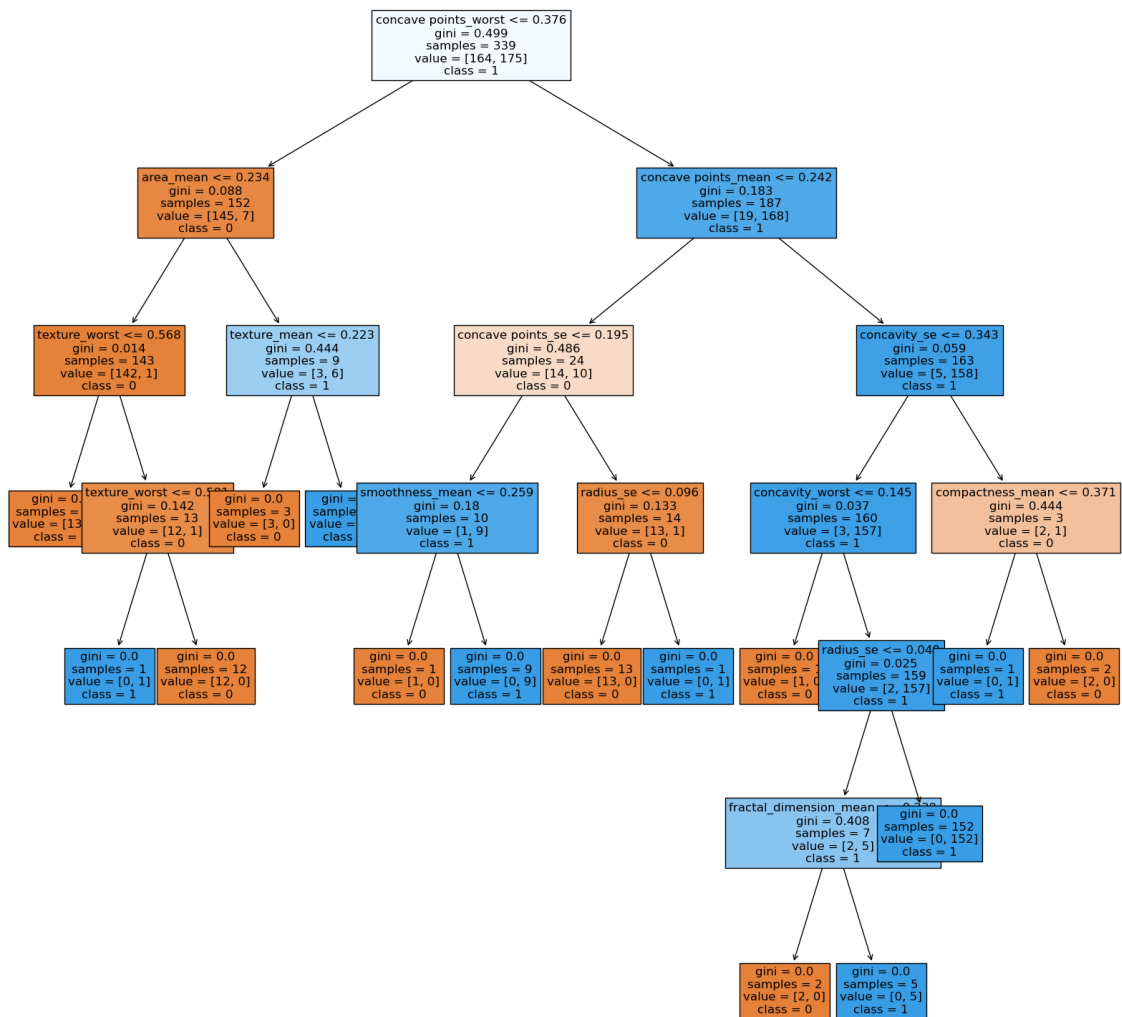 concave points_worst <= 0.376
gini = 0.499
samples = 339
value = [164, 175]
class = 1
area_mean <= 0.234
gini = 0.088
samples = 152
value = [145, 7]
class = 0
concave points_mean <= 0.242
gini = 0.183
samples = 187
value = [19, 168]
class = 1
texture_worst <= 0.568
gini = 0.014
samples = 143
value = [142, 1]
class = 0
texture_mean <= 0.223
gini = 0.444
samples = 9
value = [3, 6]
class = 1
concave points_se <= 0.195
gini = 0.486
samples = 24
value = [14, 10]
class = 0
concavity_se <= 0.343
gini = 0.059
samples = 163
value = [5, 158]
class = 1
gini =
samples =
value =
class =
texture_worst <=
gini = 0.142
samples = 13
value = [12, 1]
class = 0
gini = 0.0
samples = 3
value = [3, 0]
class = 0
gini =
smoothness_mean <= 0.259
gini = 0.18
samples = 10
value = [1, 9]
class = 1
radius_se <= 0.096
gini = 0.133
samples = 14
value = [13, 1]
class = 0
concavity_worst <= 0.145
gini = 0.037
samples = 160
value = [3, 157]
class = 1
compactness_mean <= 0.371
gini = 0.444
samples = 3
value = [2, 1]
class = 0
gini = 0.0
samples = 1
value = [0, 1]
class = 1
gini = 0.0
samples = 12
value = [12, 0]
class = 0
gini = 0.0
samples = 1
value = [1, 0]
class = 0
gini = 0.0
samples = 9
value = [0, 9]
class = 1
gini = 0.0
samples = 13
value = [13, 0]
class = 0
gini = 0.0
samples = 1
value = [0, 1]
class = 1
gini = 0.0
samples =
value = [1, 0
class = 0
radius_se <=
gini = 0.025
samples = 159
value = [2, 157]
class = 1
gini = 0.0
samples = 1
value = [0, 1]
class = 1
gini = 0.0
samples = 2
value = [2, 0]
class = 0
fractal_dimension_mean
gini = 0.408
samples = 7
value = [2, 5]
class = 1
gini = 0.0
samples = 152
value = [0, 152]
class = 1
gini = 0.0
samples = 2
value = [2, 0]
class = 0
gini = 0.0
samples = 5
value = [0, 5]
class = 1